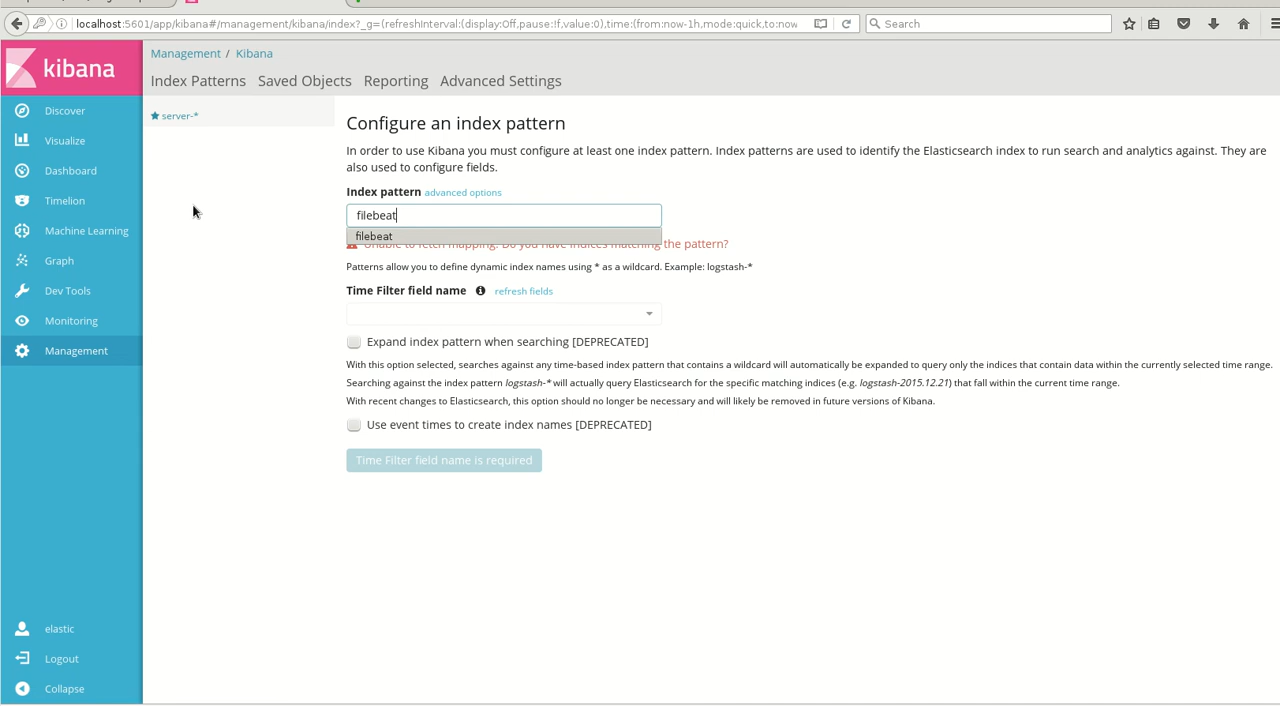 localhost:5601/app/kibana#/management/kibana/index?_g=(refreshInterval:(display:Off,pause:!f,value:0),time:(from:now-1h,mode:quick,to:now
Search
kibana
Discover
Visualize
Dashboard
Timelion
Machine Learning
Graph
Dev Tools
Monitoring
Management
elastic
Logout
Collapse
Management / Kibana
Index Patterns Saved Objects Reporting Advanced Settings
server-*
Configure an index pattern
In order to use Kibana you must configure at least one index pattern. Index patterns are used to identify the Elasticsearch index to run search and analytics against. They are
also used to configure fields.
Index pattern advanced options
filebeat
filebeat
Unable to fetch mapping. Do you have indices matching the pattern?
Patterns allow you to define dynamic index names using * as a wildcard. Example: logstash-*
Time Filter field name refresh fields
Expand index pattern when searching [DEPRECATED]
With this option selected, searches against any time-based index pattern that contains a wildcard will automatically be expanded to query only the indices that contain data within the currently selected time range.
Searching against the index pattern logstash-* will actually query Elasticsearch for the specific matching indices (e.g. logstash-2015.12.21) that fall within the current time range.
With recent changes to Elasticsearch, this option should no longer be necessary and will likely be removed in future versions of Kibana.
Use event times to create index names [DEPRECATED]
Time Filter field name is required